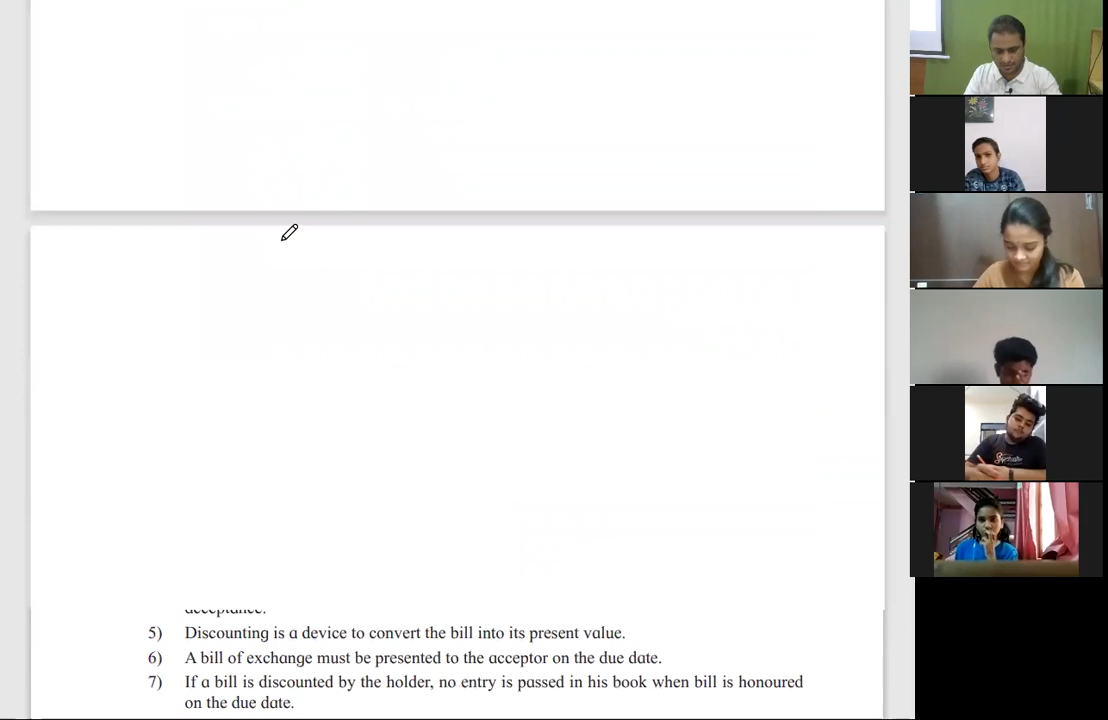 acceptance.
5) Discounting is a device to convert the bill into its present value.
6) A bill of exchange must be presented to the acceptor on the due date.
7) If a bill is discounted by the holder, no entry is passed in his book when bill is honoured
on the due date.